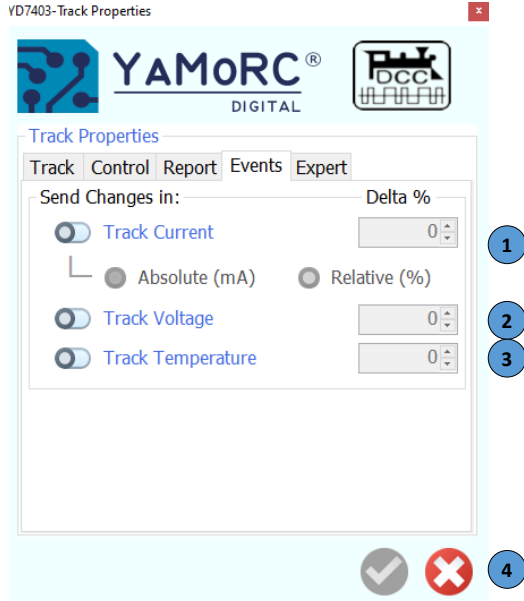 YD7403-Track Properties
x
YAMORC®
DIGITAL
DCC
Track Properties
Track Control Report Events Expert
Send Changes in: Delta %
Track Current 0
1
Absolute (mA) Relative (%)
Track Voltage 0
2
Track Temperature 0
3
4